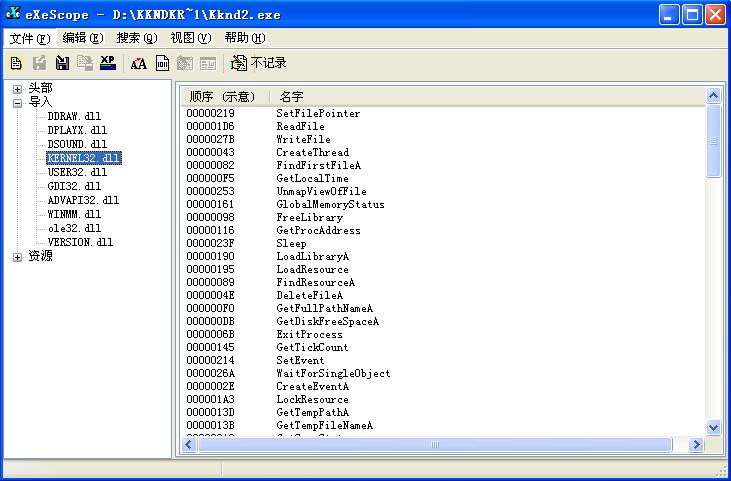 eXeScope - D:\KKNDKR~1\Kknd2.exe
文件(F) 编辑(E) 搜索(Q) 视图(V) 帮助(H)
XP AA 不记录
头部
导入
DDRAW.dll
DPLAYX.dll
DSOUND.dll
KERNEL32.dll
USER32.dll
GDI32.dll
ADVAPI32.dll
WINMM.dll
ole32.dll
VERSION.dll
资源
顺序 (示意) 名字
00000219 SetFilePointer
000001D6 ReadFile
0000027B WriteFile
00000043 CreateThread
00000082 FindFirstFileA
000000F5 GetLocalTime
00000253 UnmapViewOfFile
00000161 GlobalMemoryStatus
00000098 FreeLibrary
00000116 GetProcAddress
0000023F Sleep
00000190 LoadLibraryA
00000195 LoadResource
00000089 FindResourceA
0000004E DeleteFileA
000000F0 GetFullPathNameA
000000DB GetDiskFreeSpaceA
0000006B ExitProcess
00000145 GetTickCount
00000214 SetEvent
0000026A WaitForSingleObject
0000002E CreateEventA
000001A3 LockResource
0000013D GetTempPathA
0000013B GetTempFileNameA